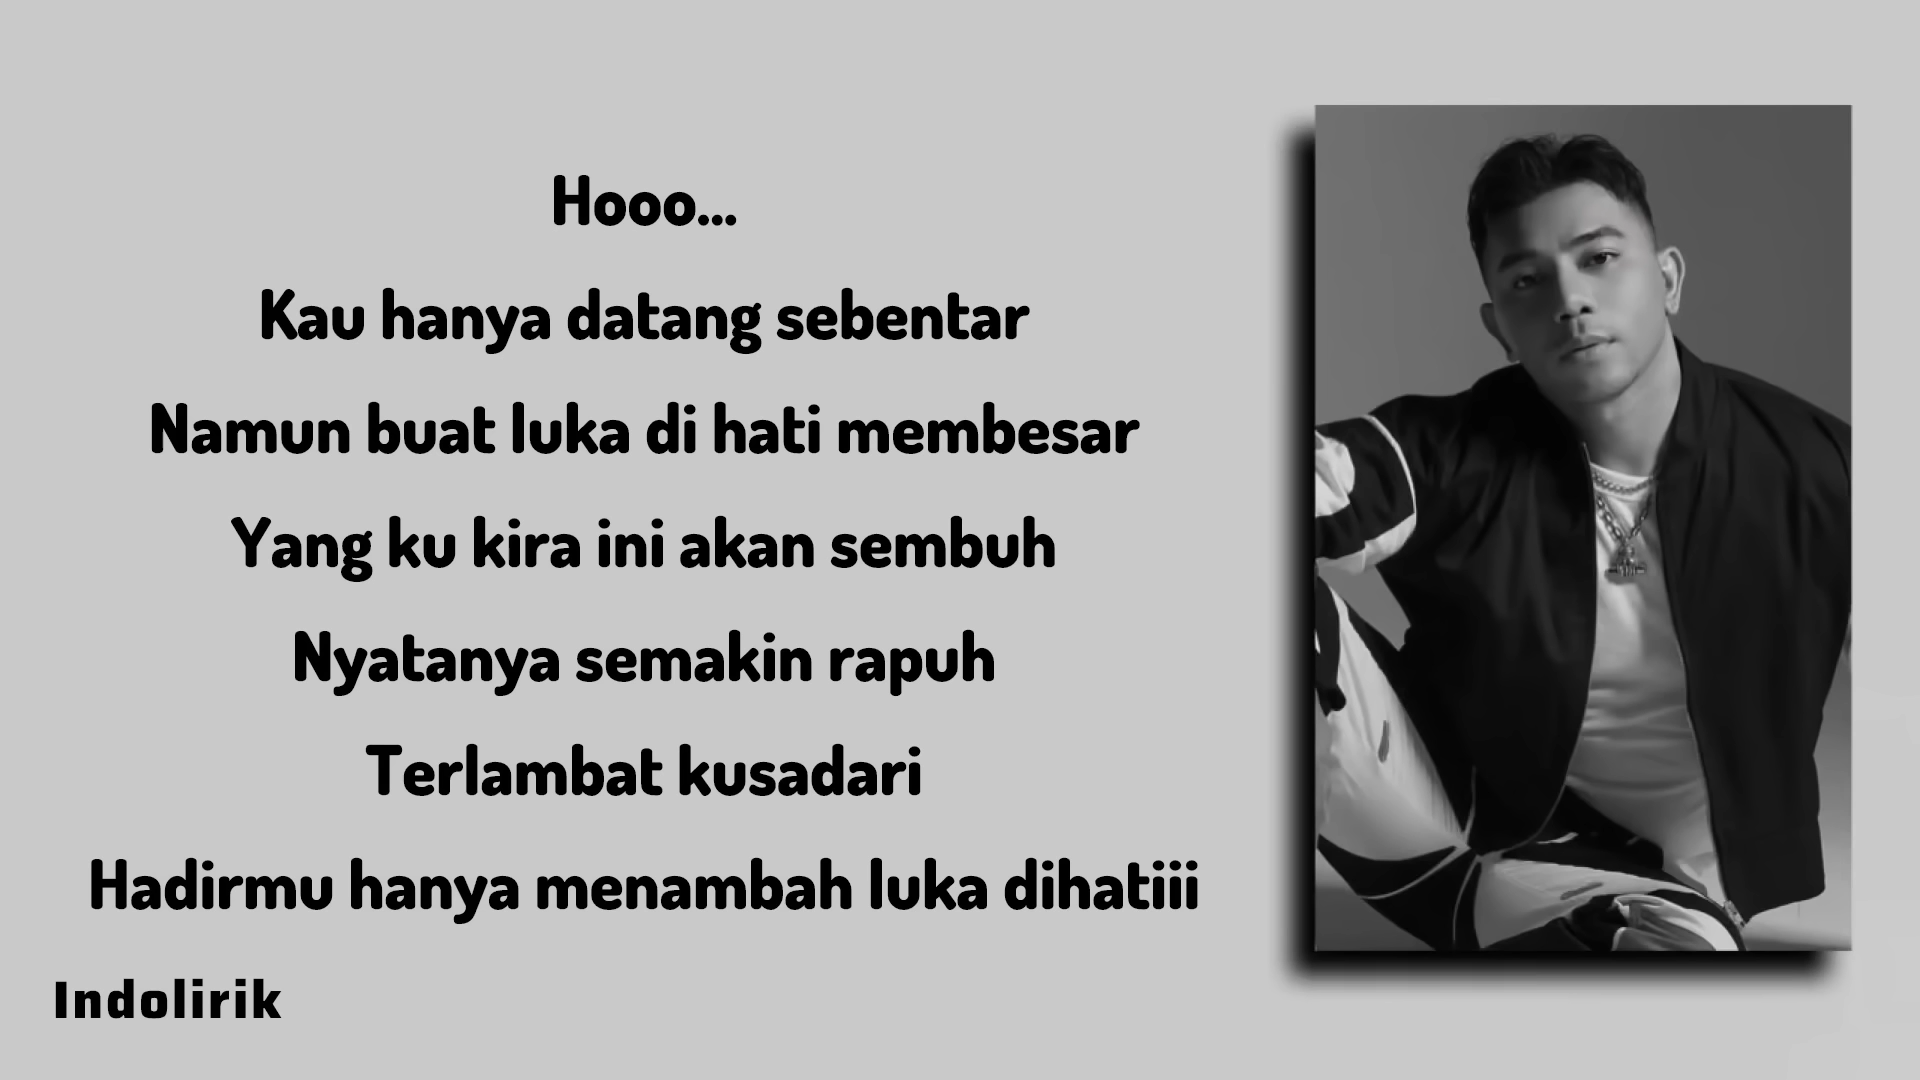 Hooo...
Kau hanya datang sebentar
Namun buat luka di hati membesar
Yang ku kira ini akan sembuh
Nyatanya semakin rapuh
Terlambat kusadari
Hadirmu hanya menambah luka dihatiii
Indolirik